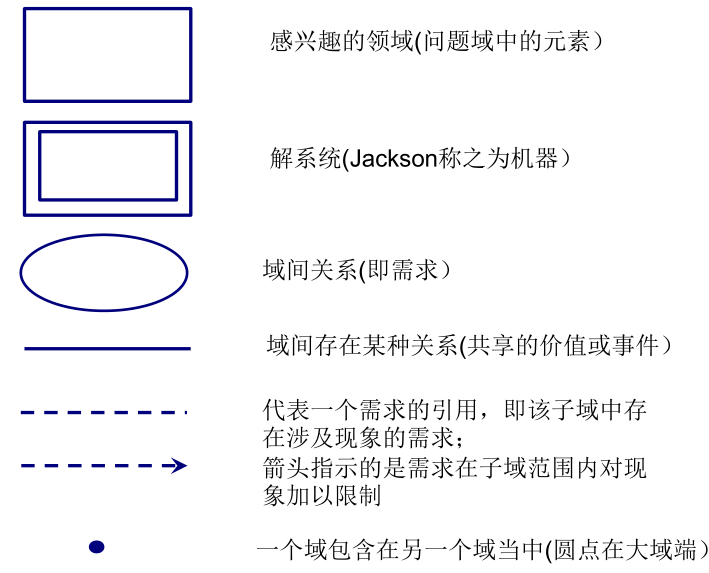 感兴趣的领域(问题域中的元素）
解系统(Jackson称之为机器）
域间关系(即需求）
域间存在某种关系(共享的价值或事件）
代表一个需求的引用，即该子域中存
在涉及现象的需求；
箭头指示的是需求在子域范围内对现
象加以限制
一个域包含在另一个域当中(圆点在大域端）